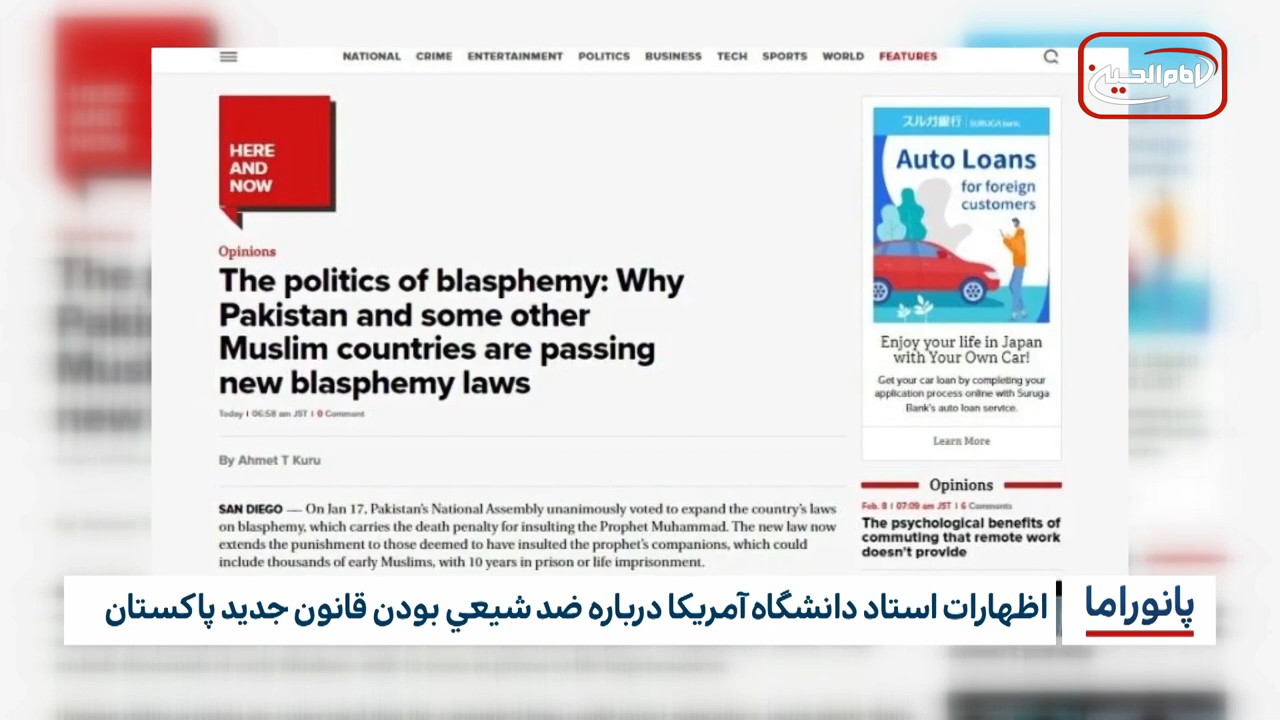 NATIONAL CRIME ENTERTAINMENT POLITICS BUSINESS TECH SPORTS WORLD FEATURES
امام الحسین
HERE
AND
NOW
Opinions
The politics of blasphemy: Why
Pakistan and some other
Muslim countries are passing
new blasphemy laws
Today | 06:58 am JST | 0 Comment
By Ahmet T Kuru
SAN DIEGO — On Jan 17, Pakistan's National Assembly unanimously voted to expand the country's laws
on blasphemy, which carries the death penalty for insulting the Prophet Muhammad. The new law now
extends the punishment to those deemed to have insulted the prophet's companions, which could
include thousands of early Muslims, with 10 years in prison or life imprisonment.
スルガ銀行 | SURUGA bank
Auto Loans
for foreign
customers
Enjoy your life in Japan
with Your Own Car!
Get your car loan by completing your
application process online with Suruga
Bank's auto loan service.
Learn More
Opinions
Feb. 8 | 07:09 am JST | 6 Comments
The psychological benefits of
commuting that remote work
doesn't provide
پانوراما
اظهارات استاد دانشگاه آمریکا درباره ضد شيعي بودن قانون جدید پاکستان